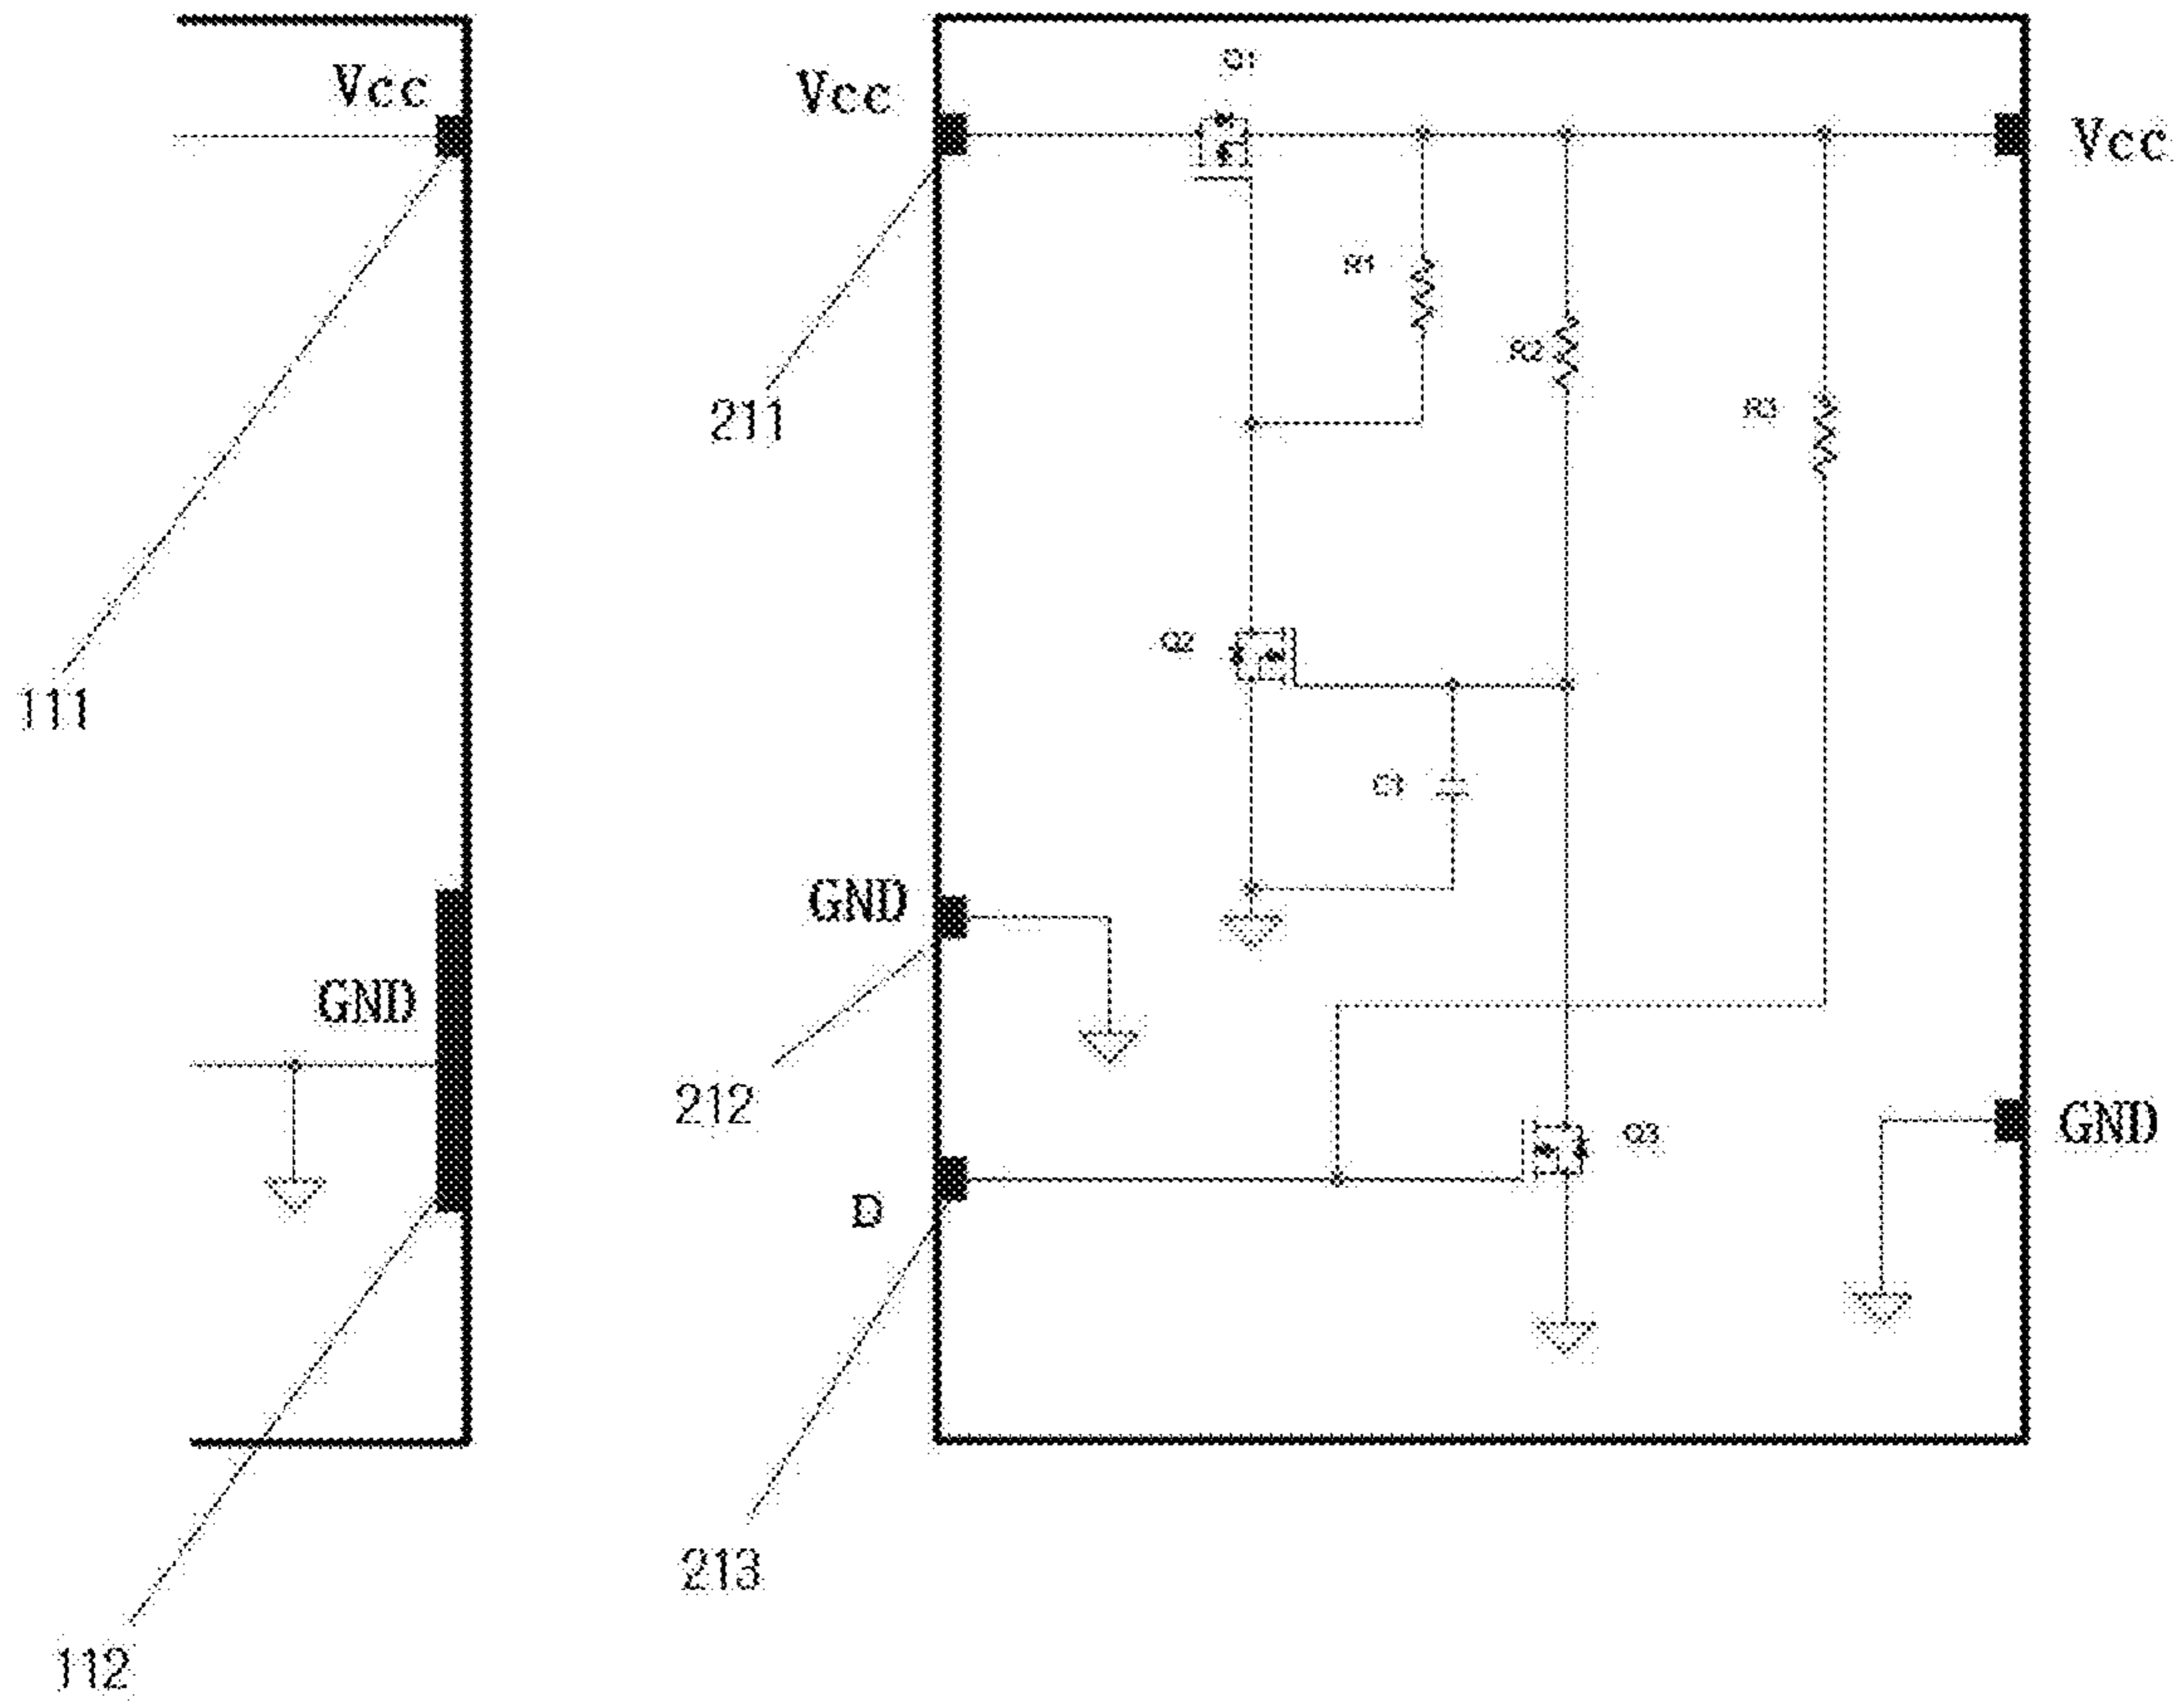 Q1
Vcc
Vcc
Vcc
R1
R2
R3
211
Q2
111
C1
GND
GND
212
GND
Q3
D
213
112